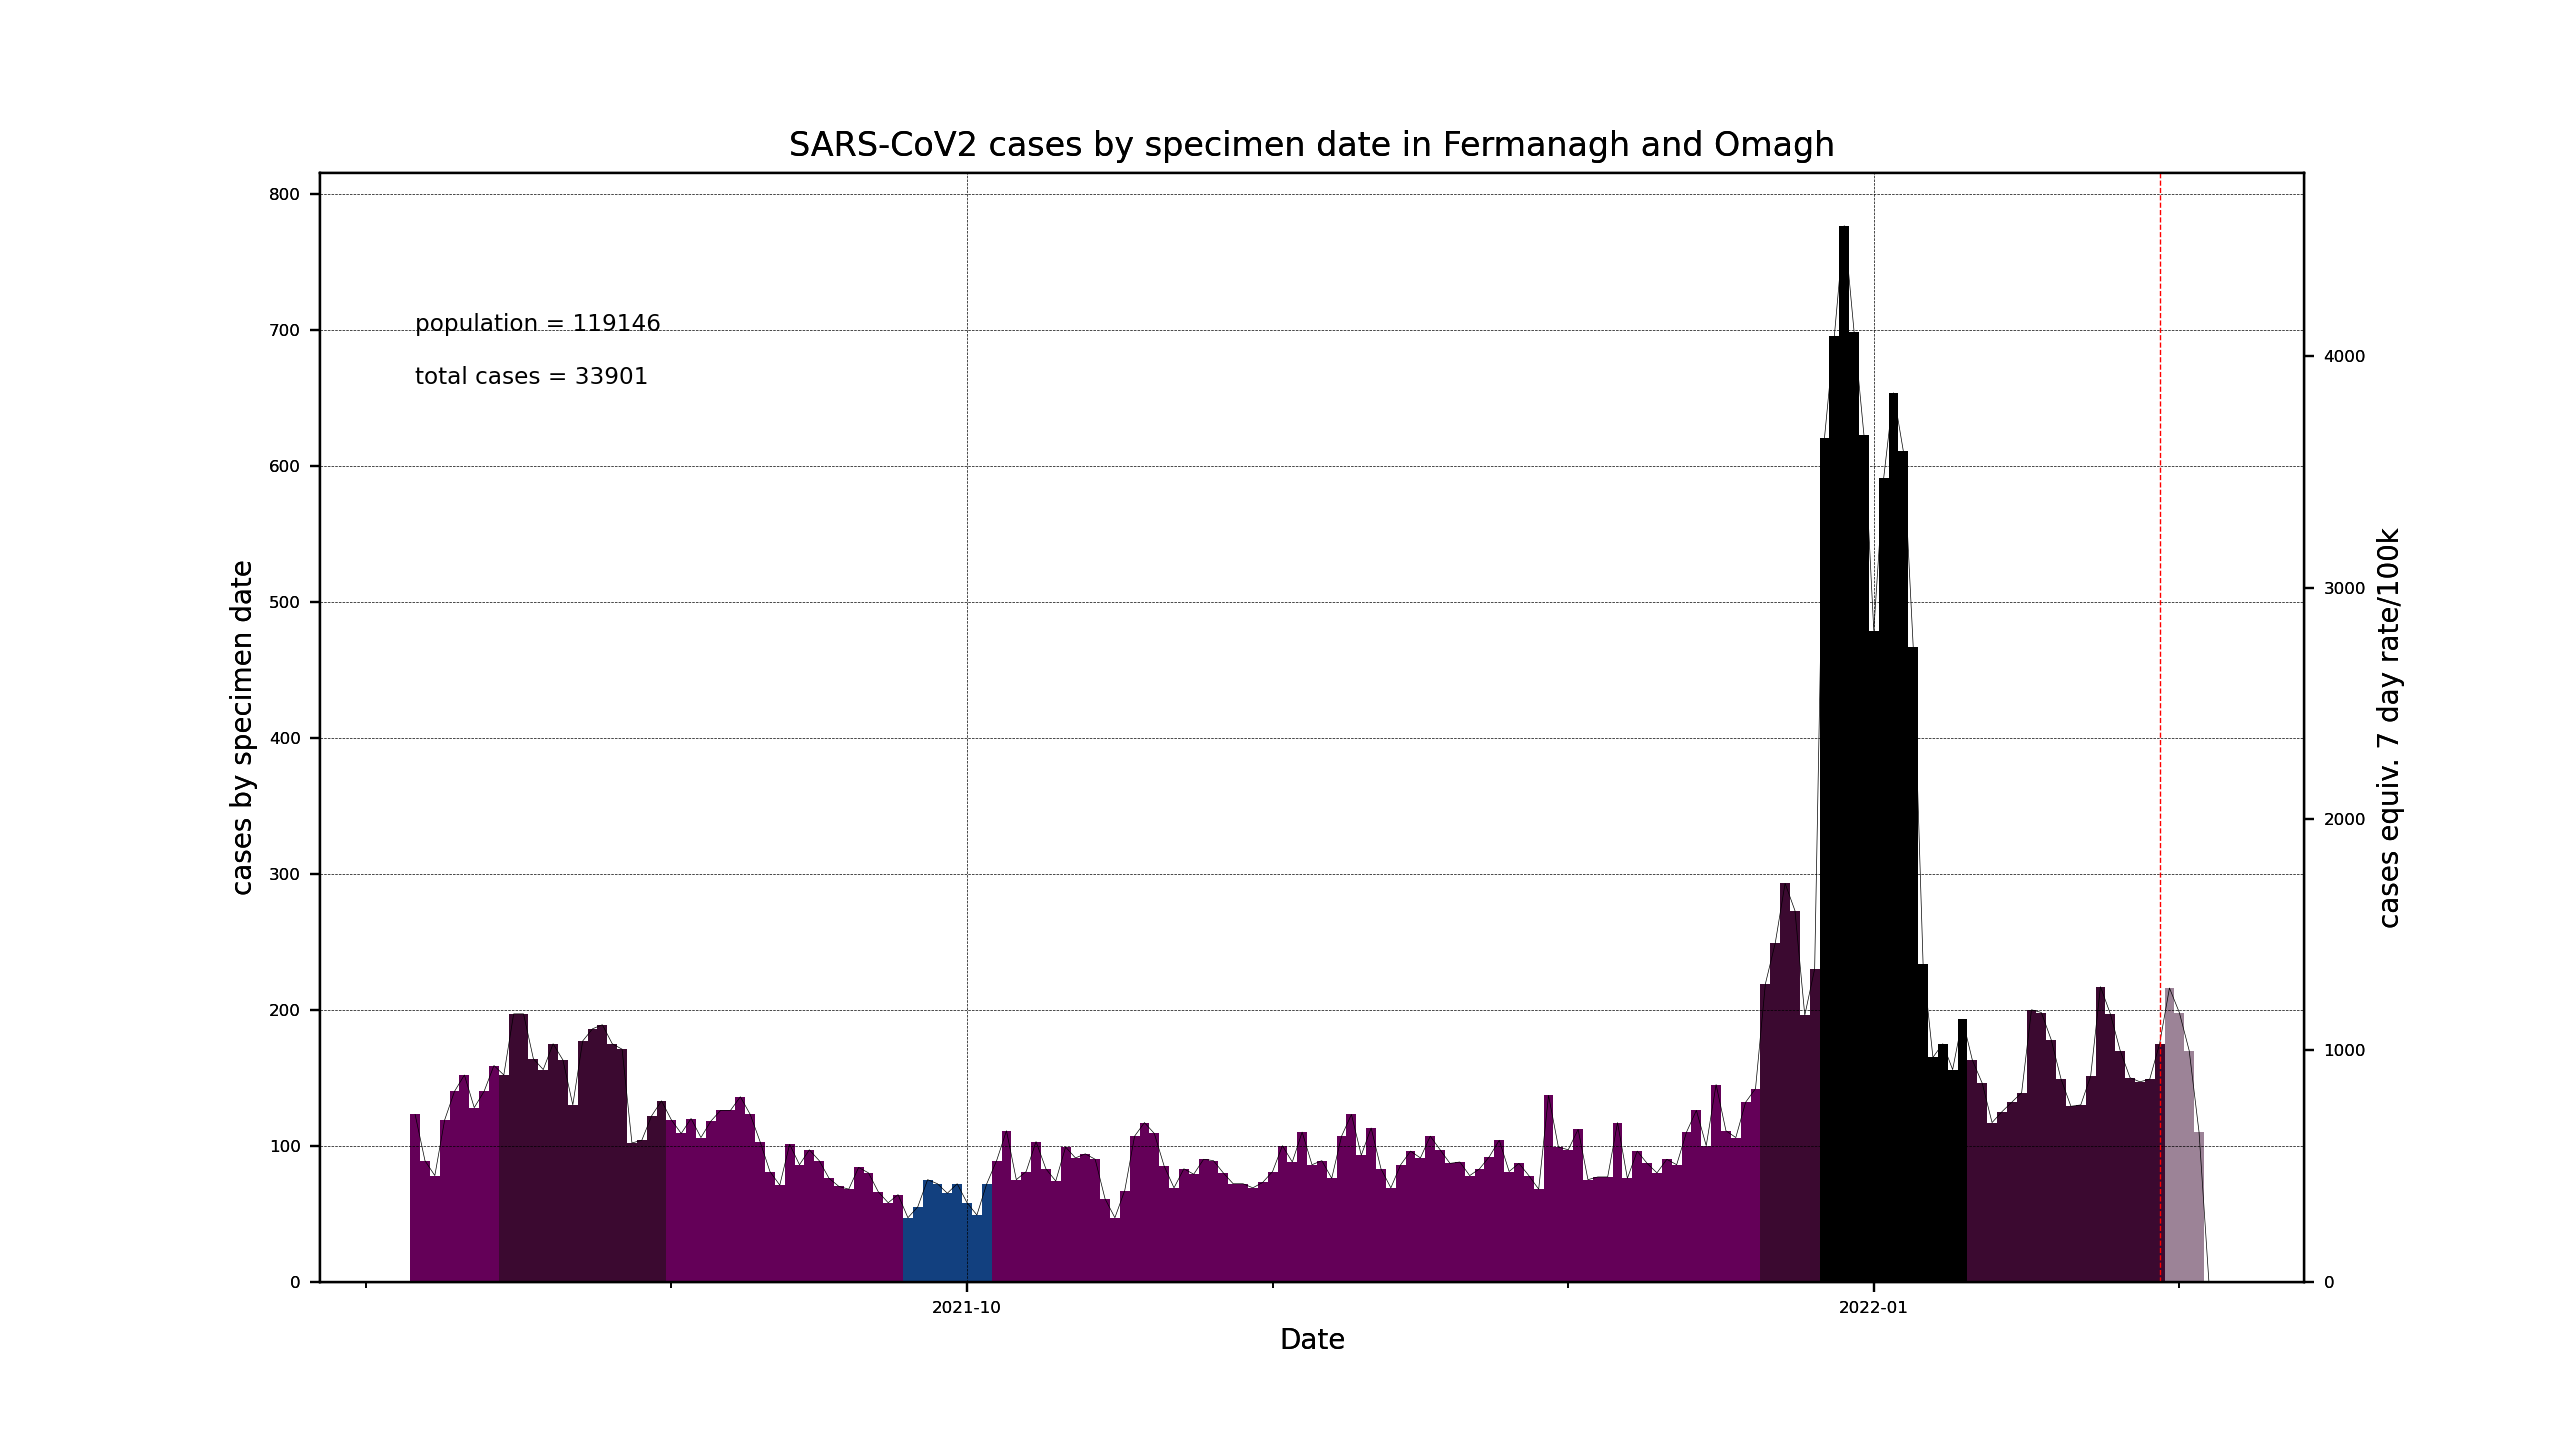 SARS-CoV2 cases by specimen date in Fermanagh and Omagh
population = 119146
total cases = 33901
cases by specimen date
800
700
600
500
400
300
200
100
0
4000
3000
2000
1000
0
cases equiv. 7 day rate/100k
2021-10
2022-01
Date